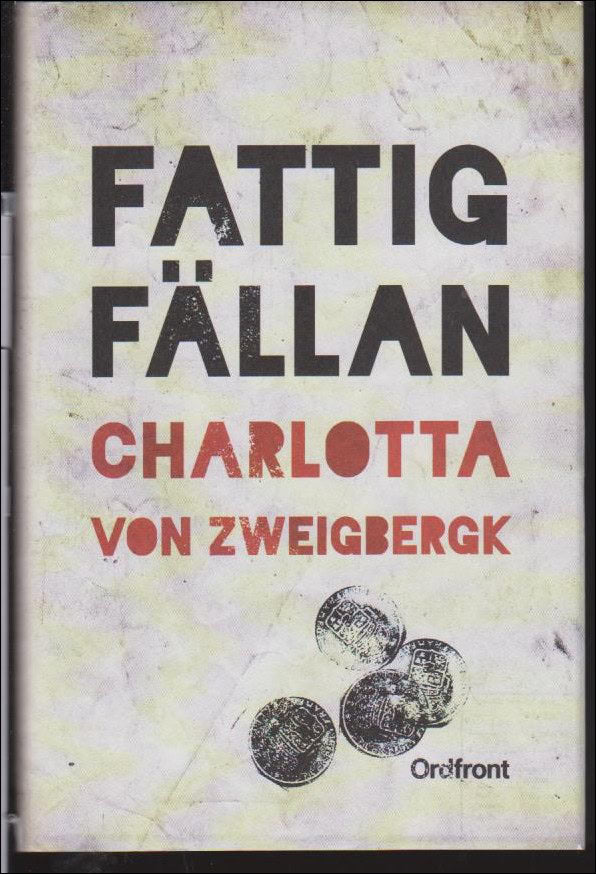 FATTIG
FÄLLAN
CHARLOTTA
VON ZWEIGBERGK
Ordfront